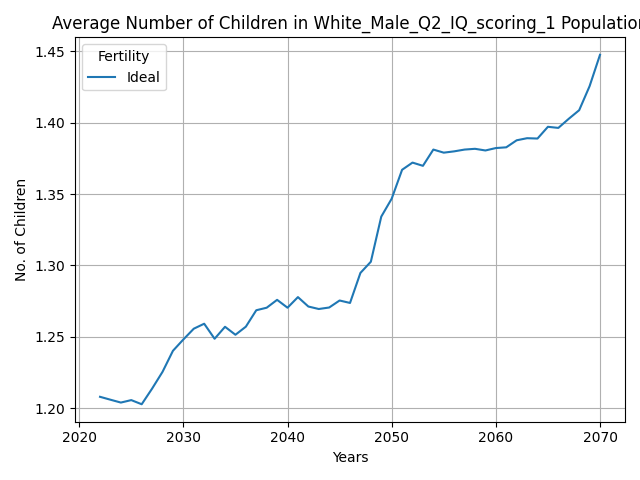 Average Number of Children in White_Male_Q2_IQ_scoring_1 Population
Fertility
Ideal
No. of Children
1.45
1.40
1.35
1.30
1.25
1.20
2020 2030 2040 2050 2060 2070
Years